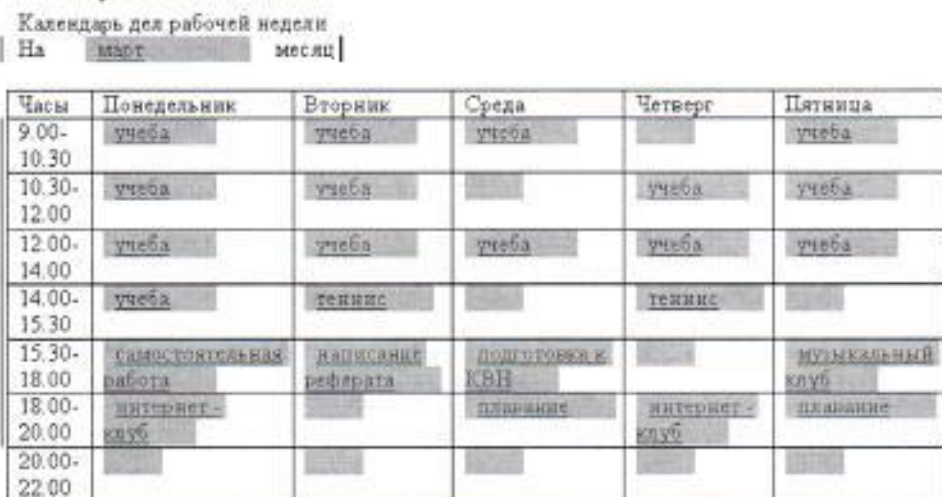 Календарь дел рабочей недели
На март месяц
Часы Понедельник Вторник Среда Четверг Пятница
9.00- учеба учеба учеба учеба
10.30
10.30- учеба учеба учеба учеба
12.00
12.00- учеба учеба учеба учеба учеба
14.00
14.00- учеба теннис теннис
15.30
15.30- самостоятельная написание подготовка к музыкальный
18.00 работа реферата КВН клуб
18.00- интернет - плавание интернет - плавание
20.00 клуб клуб
20.00-
22.00